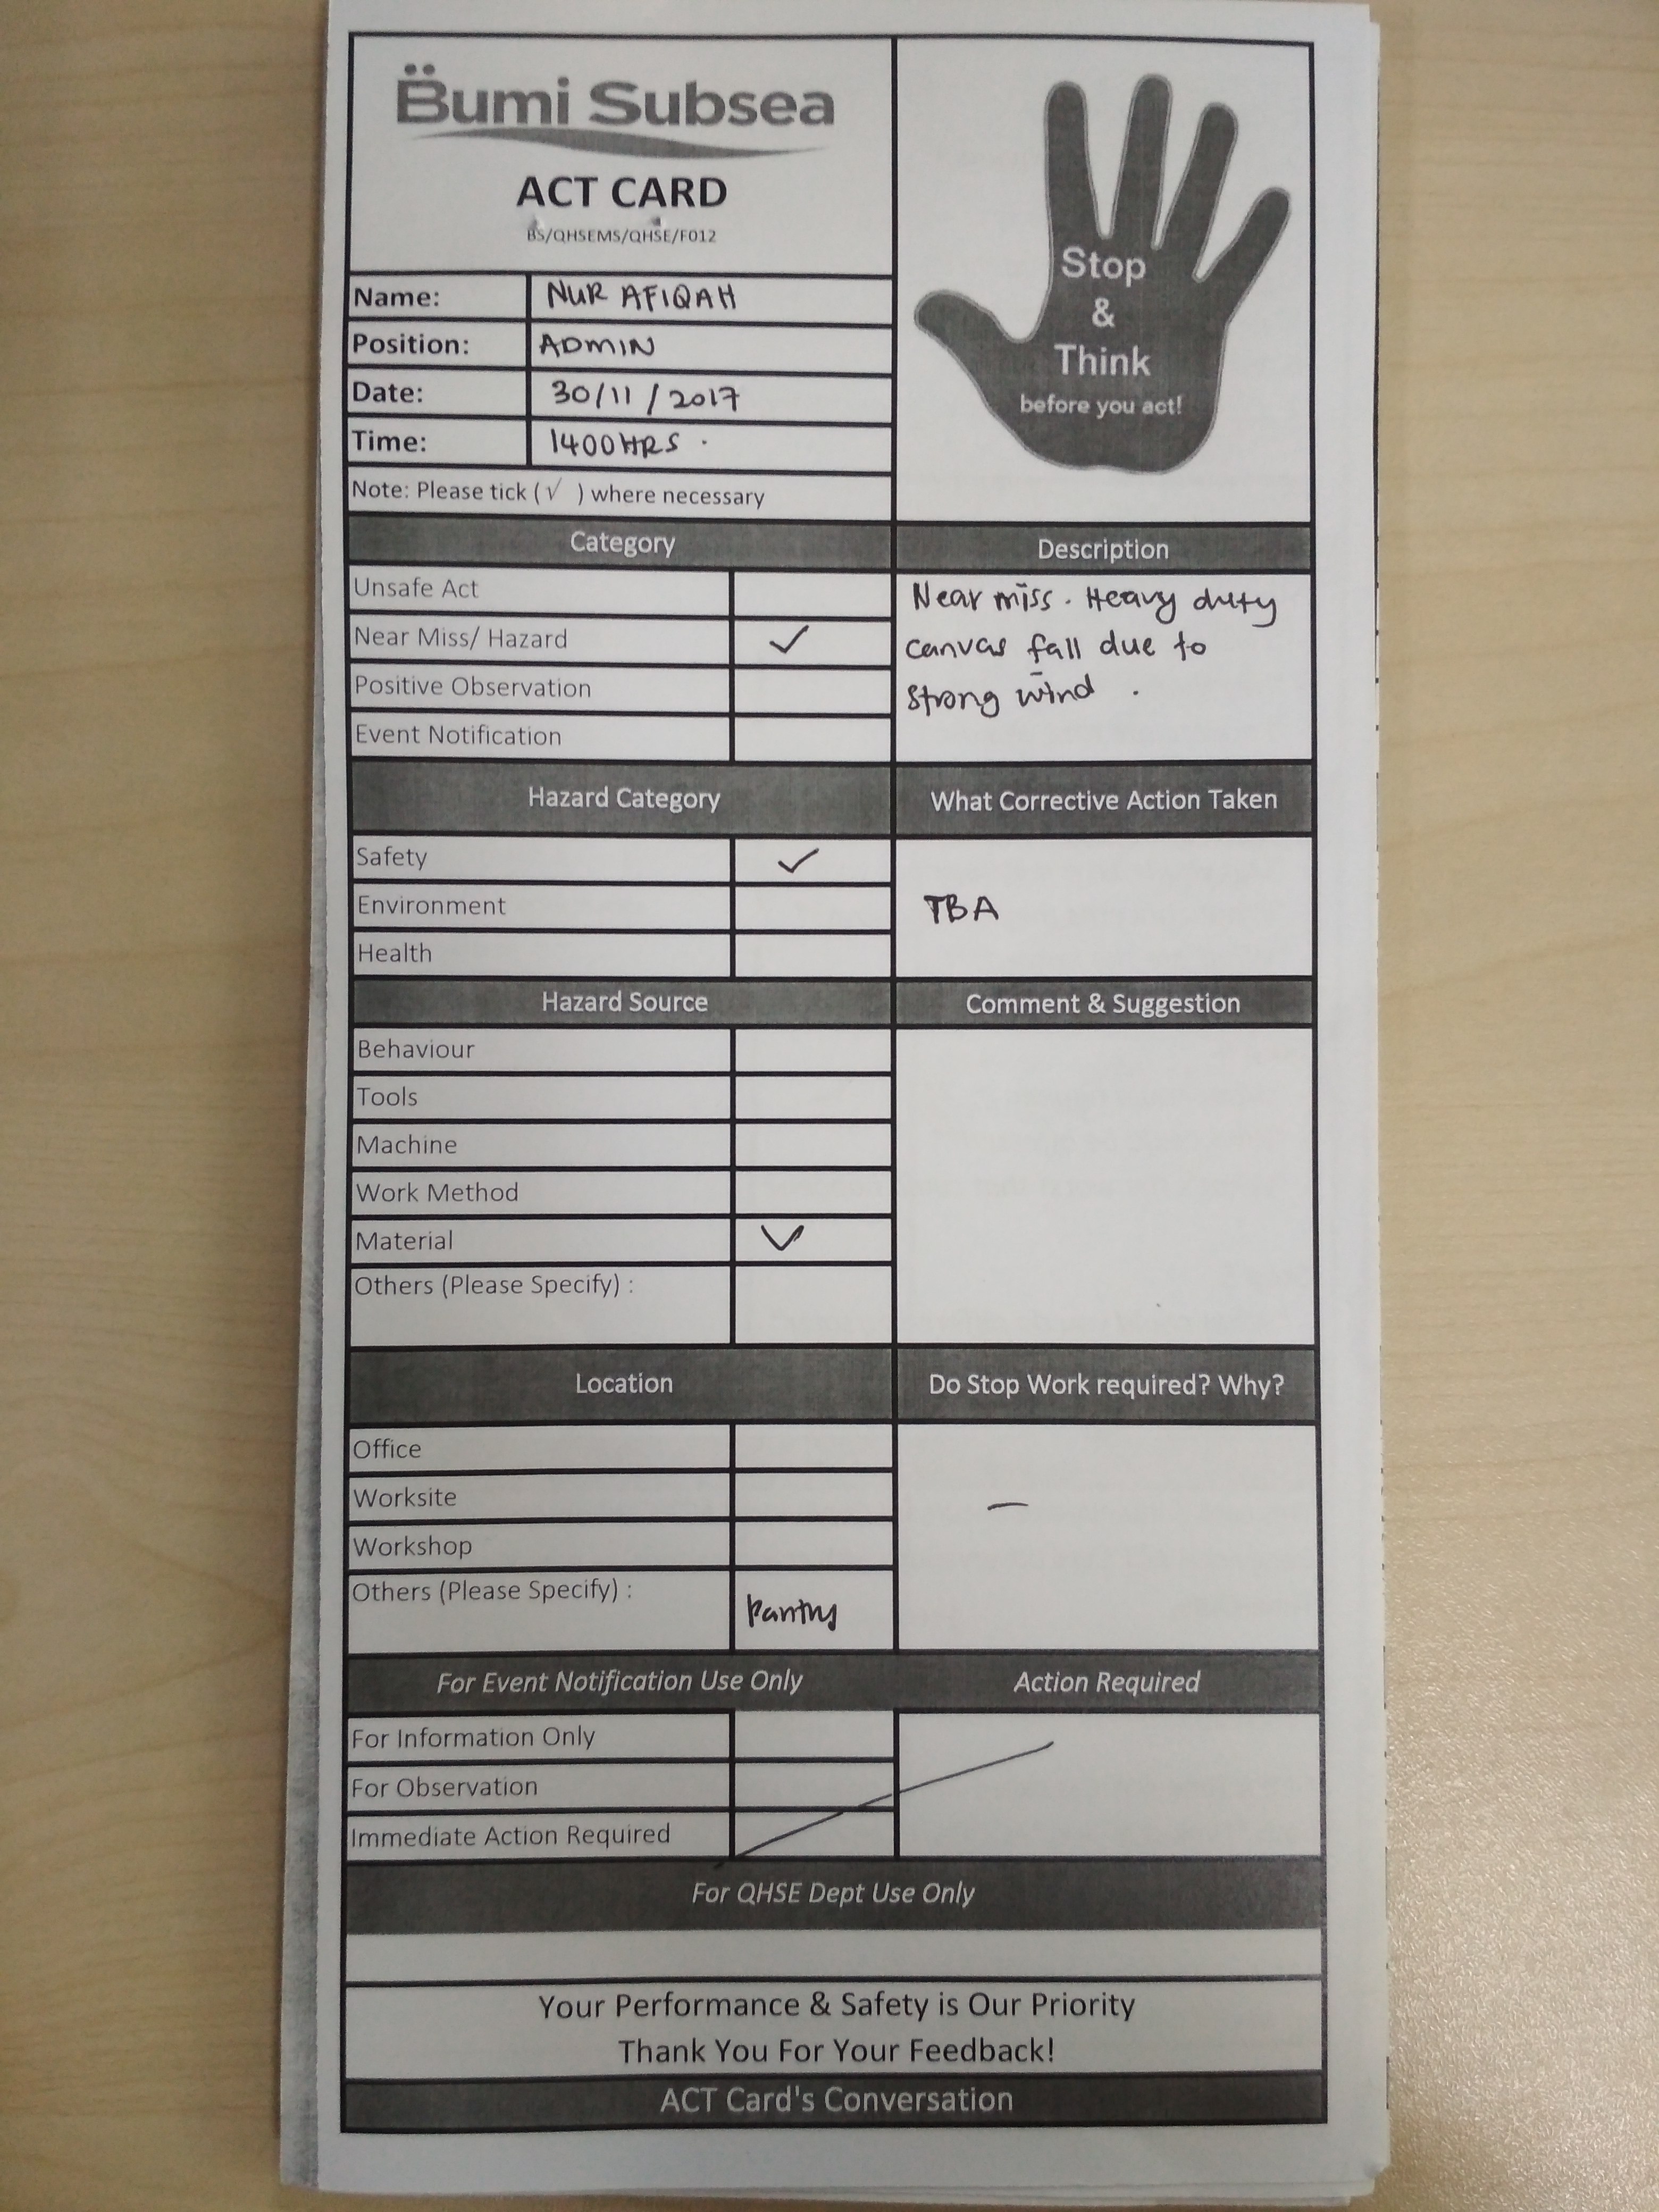 Bumi Subsea
ACT CARD
BS/QHSEMS/QHSE/F012
Stop
&
Think
before you act!
Name: NUR AFIQAH
Position: ADMIN
Date: 30/11/2017
Time: 1400HRS.
Note: Please tick (√ ) where necessary
Category
Description
Unsafe Act
Near Miss/ Hazard ✓
Positive Observation
Event Notification
Near miss. Heavy duty
canvas fall due to
strong wind.
Hazard Category
What Corrective Action Taken
Safety ✓
Environment
Health
TBA
Hazard Source
Comment & Suggestion
Behaviour
Tools
Machine
Work Method
Material ✓
Others (Please Specify) :
Location
Do Stop Work required? Why?
Office
Worksite
Workshop
Others (Please Specify) : Pantry
—
For Event Notification Use Only
Action Required
For Information Only
For Observation
Immediate Action Required
For QHSE Dept Use Only
Your Performance & Safety is Our Priority
Thank You For Your Feedback!
ACT Card's Conversation